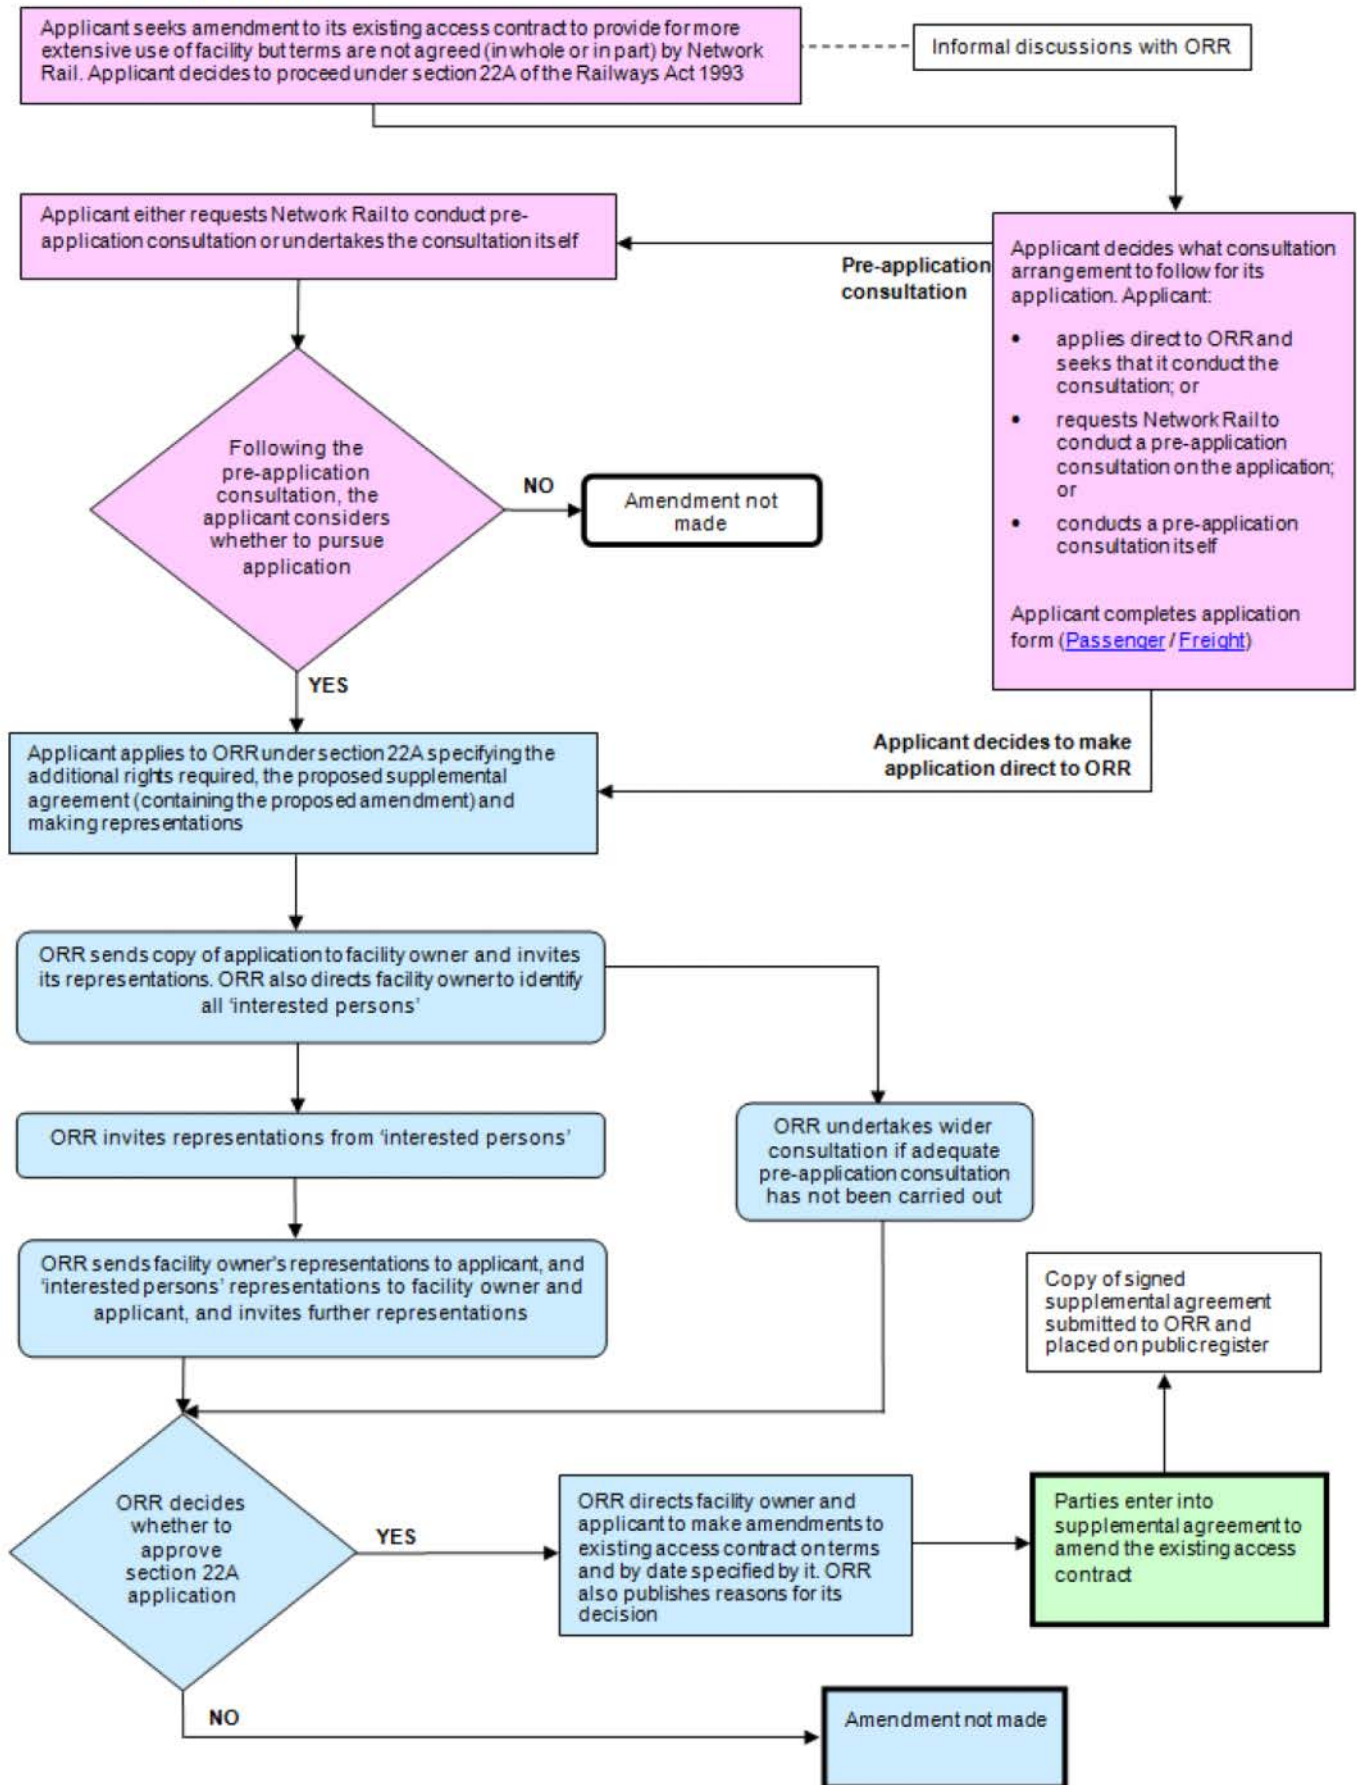 Applicant seeks amendment to its existing access contract to provide for more
extensive use of facility but terms are not agreed (in whole or in part) by Network
Rail. Applicant decides to proceed under section 22A of the Railways Act 1993
Informal discussions with ORR
Applicant either requests Network Rail to conduct pre-
application consultation or undertakes the consultation itself
Pre-application
consultation
Applicant decides what consultation
arrangement to follow for its
application. Applicant:
• applies direct to ORR and
seeks that it conduct the
consultation; or
• requests Network Rail to
conduct a pre-application
consultation on the application;
or
• conducts a pre-application
consultation itself
Applicant completes application
form (Passenger / Freight)
Following the
pre-application
consultation, the
applicant considers
whether to pursue
application
NO
Amendment not
made
YES
Applicant decides to make
application direct to ORR
Applicant applies to ORR under section 22A specifying the
additional rights required, the proposed supplemental
agreement (containing the proposed amendment) and
making representations
ORR sends copy of application to facility owner and invites
its representations. ORR also directs facility owner to identify
all ‘interested persons’
ORR invites representations from ‘interested persons’
ORR undertakes wider
consultation if adequate
pre-application consultation
has not been carried out
ORR sends facility owner's representations to applicant, and
‘interested persons’ representations to facility owner and
applicant, and invites further representations
Copy of signed
supplemental agreement
submitted to ORR and
placed on public register
ORR decides
whether to
approve
section 22A
application
YES
ORR directs facility owner and
applicant to make amendments to
existing access contract on terms
and by date specified by it. ORR
also publishes reasons for its
decision
Parties enter into
supplemental agreement to
amend the existing access
contract
NO
Amendment not made